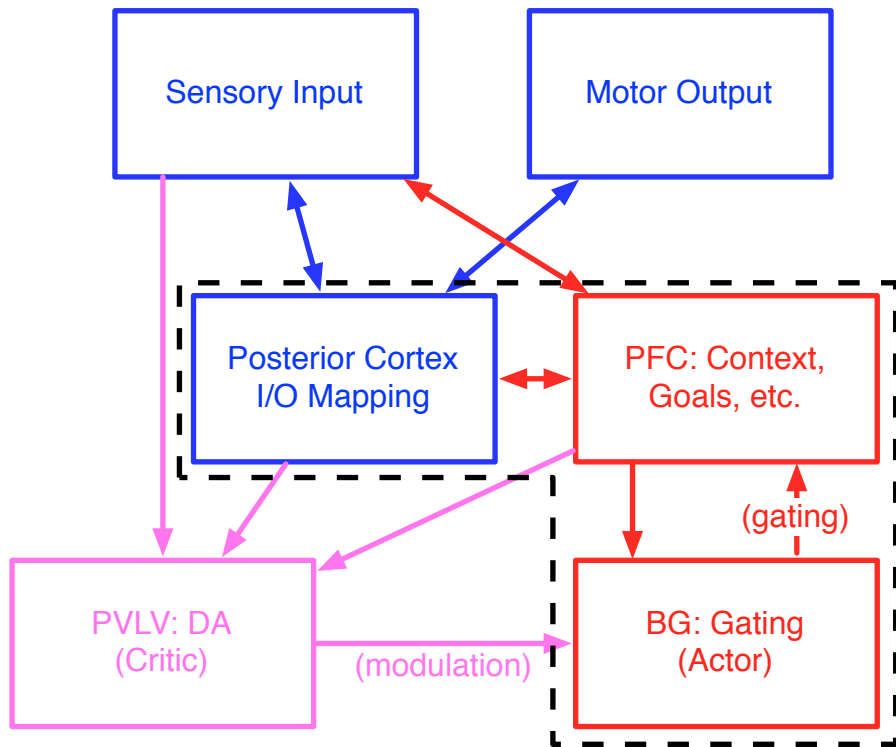 Sensory Input
Motor Output
Posterior Cortex
I/O Mapping
PFC: Context,
Goals, etc.
(gating)
PVLV: DA
(Critic)
(modulation)
BG: Gating
(Actor)